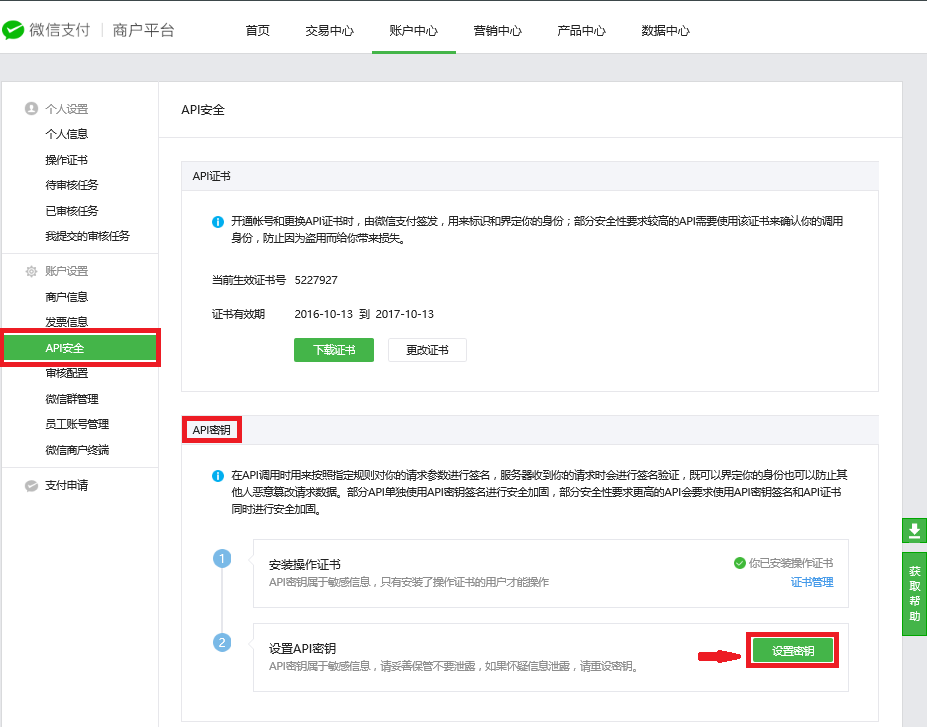 微信支付 | 商户平台
首页 交易中心 账户中心 营销中心 产品中心 数据中心
个人设置
个人信息
操作证书
待审核任务
已审核任务
我提交的审核任务
账户设置
商户信息
发票信息
API安全
审核配置
微信群管理
员工账号管理
微信商户终端
支付申请
API安全
API证书
开通帐号和更换API证书时，由微信支付签发，用来标识和界定你的身份；部分安全性要求较高的API需要使用该证书来确认你的调用
身份，防止因为盗用而给你带来损失。
当前生效证书号 5227927
证书有效期 2016-10-13 到 2017-10-13
下载证书 更改证书
API密钥
在API调用时用来按照指定规则对你的请求参数进行签名，服务器收到你的请求时会进行签名验证，既可以界定你的身份也可以防止其
他人恶意篡改请求数据。部分API单独使用API密钥签名进行安全加固，部分安全性要求更高的API会要求使用API密钥签名和API证书
同时进行安全加固。
1
安装操作证书
API密钥属于敏感信息，只有安装了操作证书的用户才能操作
你已安装操作证书
证书管理
2
设置API密钥
API密钥属于敏感信息，请妥善保管不要泄露，如果怀疑信息泄露，请重设密钥。
设置密钥
获取帮助